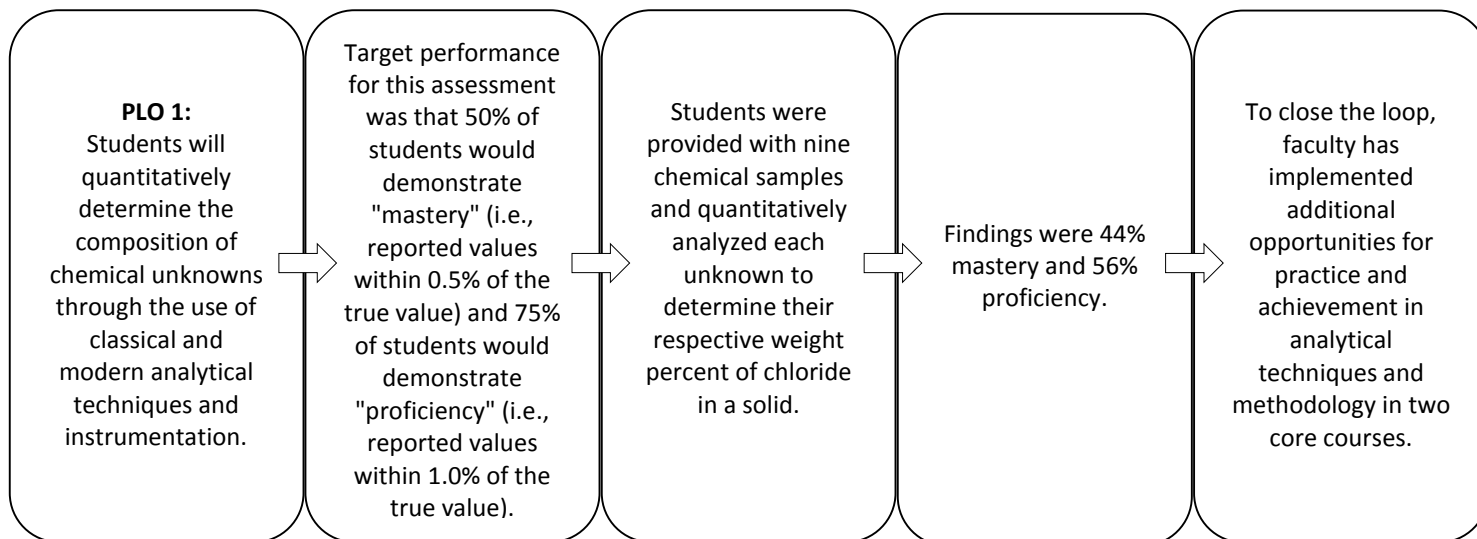 PLO 1:
Students will
quantitatively
determine the
composition of
chemical unknowns
through the use of
classical and
modern analytical
techniques and
instrumentation.
Target performance
for this assessment
was that 50% of
students would
demonstrate
"mastery" (i.e.,
reported values
within 0.5% of the
true value) and 75%
of students would
demonstrate
"proficiency" (i.e.,
reported values
within 1.0% of the
true value).
Students were
provided with nine
chemical samples
and quantitatively
analyzed each
unknown to
determine their
respective weight
percent of chloride
in a solid.
Findings were 44%
mastery and 56%
proficiency.
To close the loop,
faculty has
implemented
additional
opportunities for
practice and
achievement in
analytical
techniques and
methodology in two
core courses.